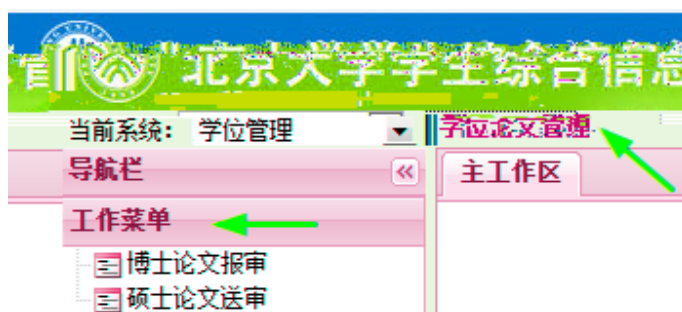 北京大学学生综合信息
当前系统： 学位管理 学位论文管理
导航栏 主工作区
工作菜单
博士论文报审
硕士论文送审